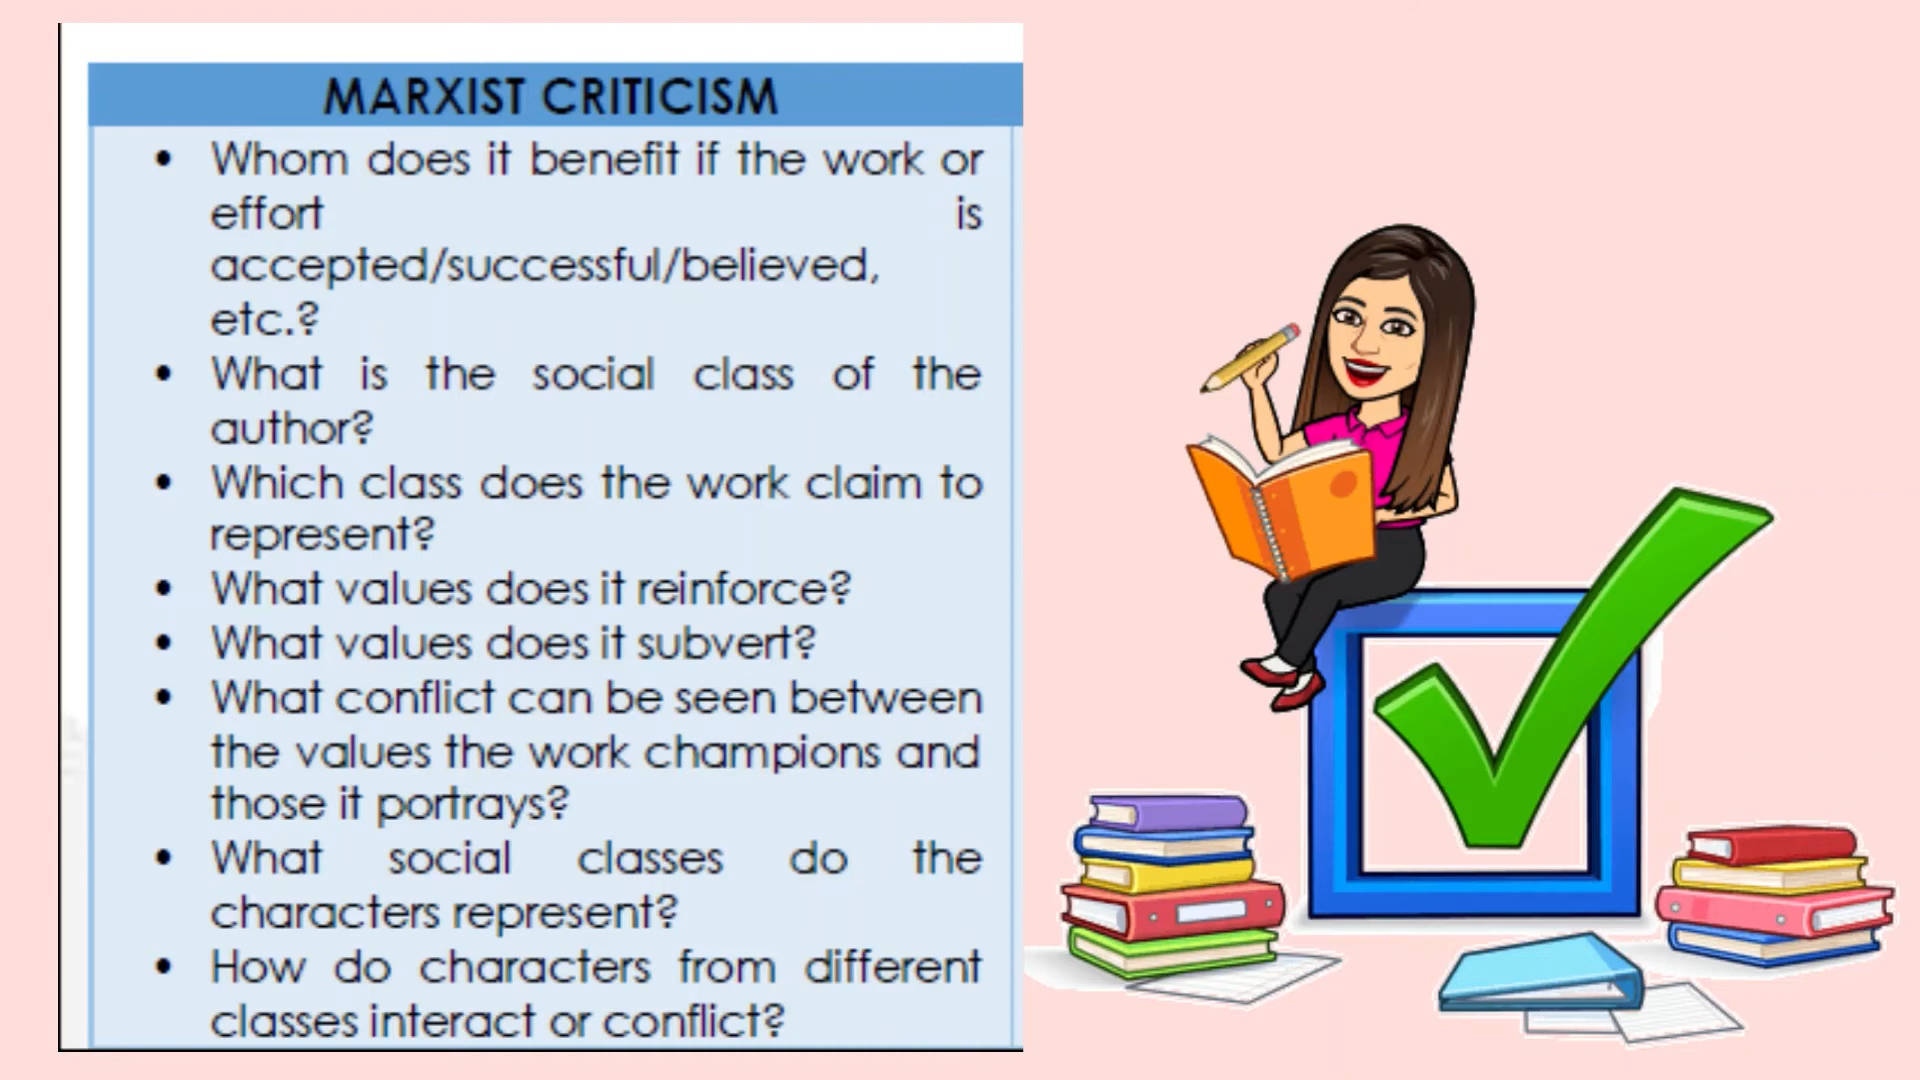 MARXIST CRITICISM
• Whom does it benefit if the work or
effort is
accepted/successful/believed,
etc.?
• What is the social class of the
author?
• Which class does the work claim to
represent?
• What values does it reinforce?
• What values does it subvert?
• What conflict can be seen between
the values the work champions and
those it portrays?
• What social classes do the
characters represent?
• How do characters from different
classes interact or conflict?